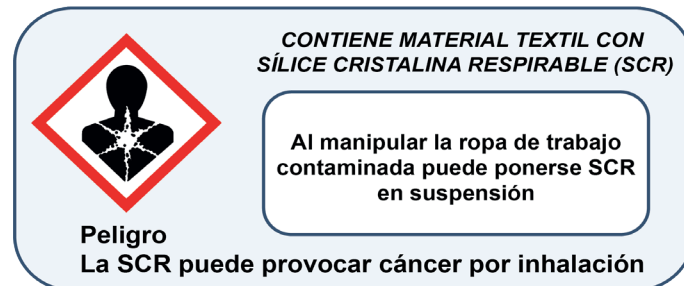 CONTIENE MATERIAL TEXTIL CON
SÍLICE CRISTALINA RESPIRABLE (SCR)
Al manipular la ropa de trabajo
contaminada puede ponerse SCR
en suspensión
Peligro
La SCR puede provocar cáncer por inhalación